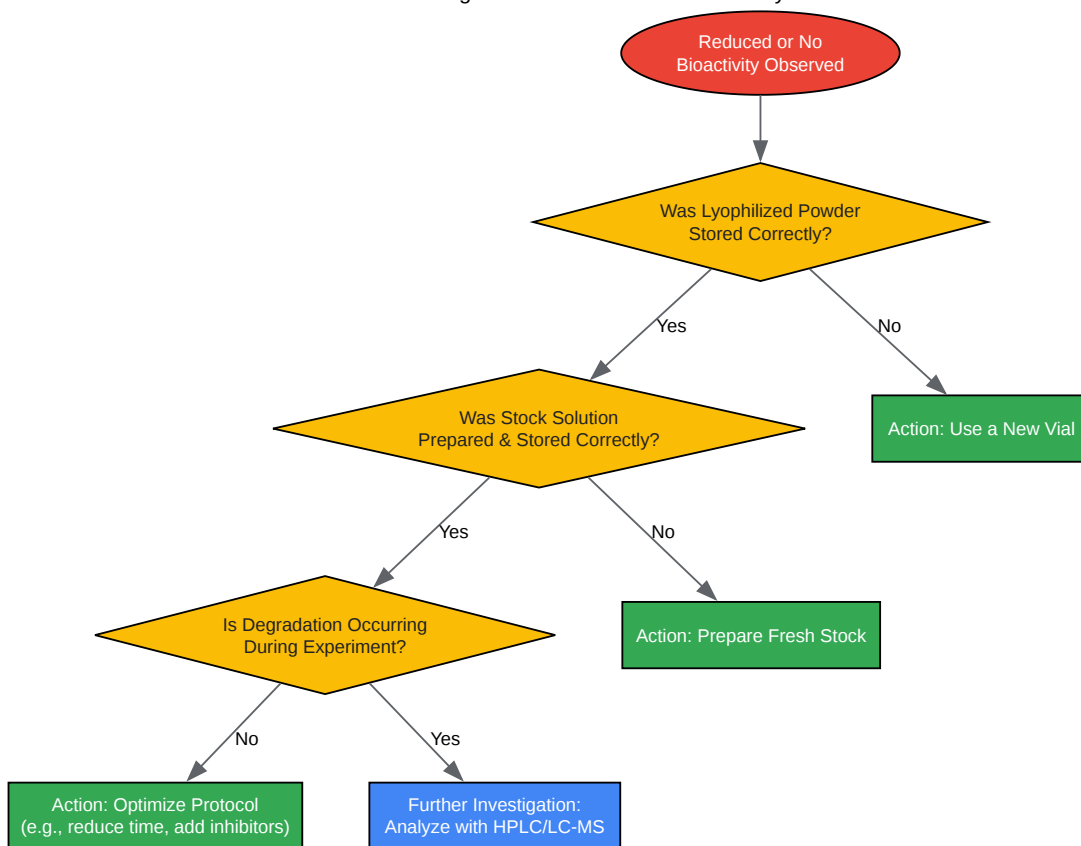 Reduced or No
Bioactivity Observed
Was Lyophilized Powder
Stored Correctly?
Yes
No
Was Stock Solution
Prepared & Stored Correctly?
Action: Use a New Vial
Yes
No
Is Degradation Occurring
During Experiment?
Action: Prepare Fresh Stock
No
Yes
Action: Optimize Protocol
(e.g., reduce time, add inhibitors)
Further Investigation:
Analyze with HPLC/LC-MS